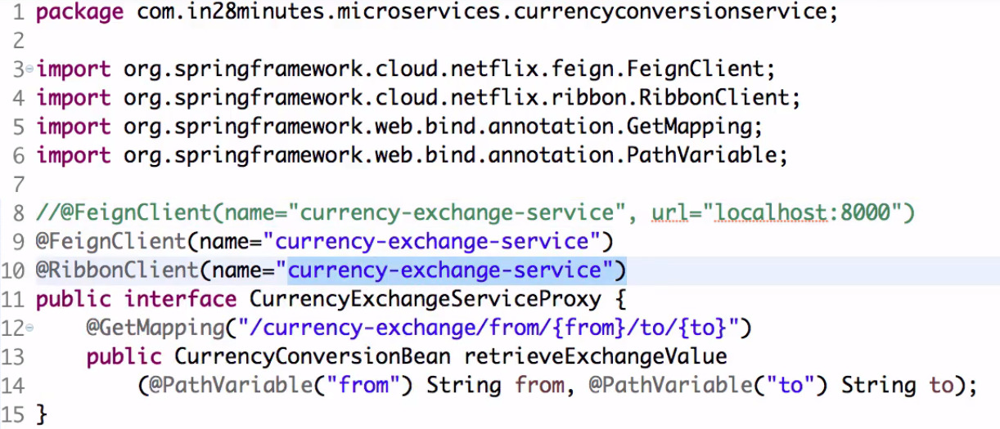 1 package com.in28minutes.microservices.currencyconversionservice;
2
3 import org.springframework.cloud.netflix.feign.FeignClient;
4 import org.springframework.cloud.netflix.ribbon.RibbonClient;
5 import org.springframework.web.bind.annotation.GetMapping;
6 import org.springframework.web.bind.annotation.PathVariable;
7
8 //@FeignClient(name="currency-exchange-service", url="localhost:8000")
9 @FeignClient(name="currency-exchange-service")
10 @RibbonClient(name="currency-exchange-service")
11 public interface CurrencyExchangeServiceProxy {
12     @GetMapping("/currency-exchange/from/{from}/to/{to}")
13     public CurrencyConversionBean retrieveExchangeValue
14         (@PathVariable("from") String from, @PathVariable("to") String to);
15 }